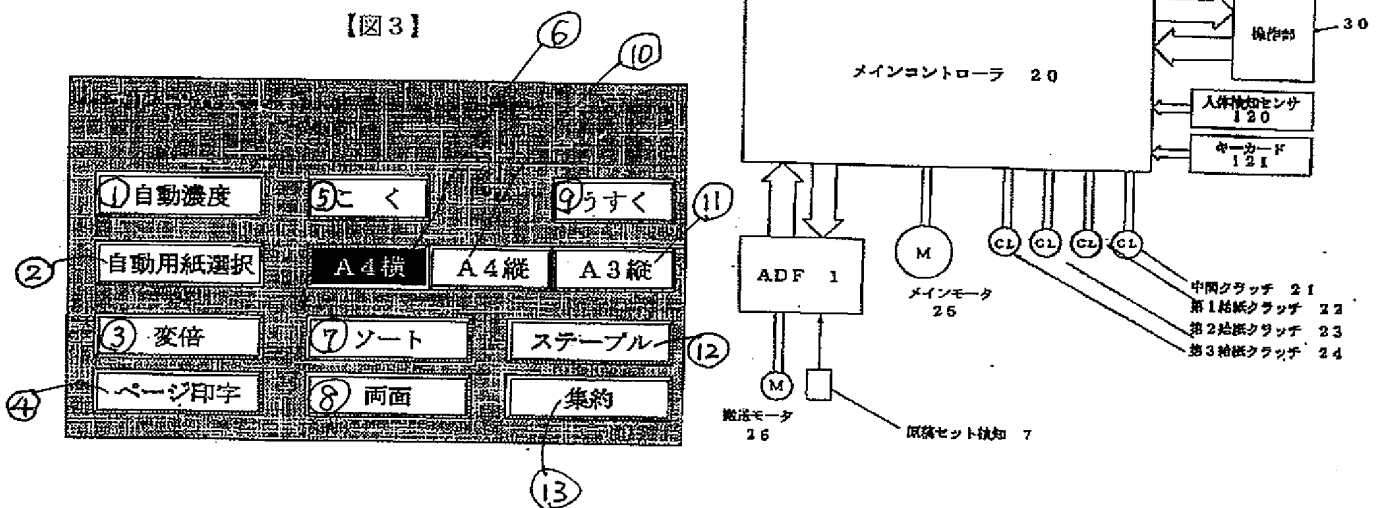 【図3】
⑥
⑩
①自動濃度
⑤こく
⑨うすく
⑪
②
自動用紙選択
A4横
A4縦
A3縦
③変倍
⑦ソート
ステープル
⑫
④
ページ印字
⑧両面
集約
⑬
メインコントローラ 20
操作部
30
人体検知センサ
120
キーカード
121
ADF 1
M
メインモータ
25
CL
CL
CL
CL
中間クラッチ 21
第1給紙クラッチ 22
第2給紙クラッチ 23
第3給紙クラッチ 24
M
搬送モータ
26
原稿セット検知 7